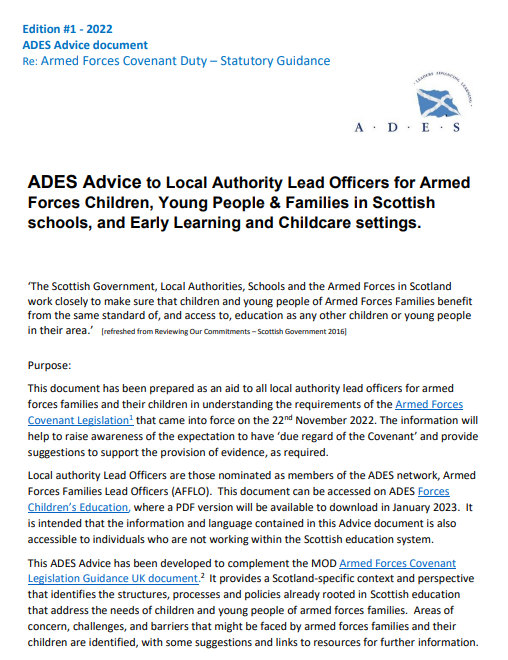 Edition #1 - 2022
ADES Advice document
Re: Armed Forces Covenant Duty – Statutory Guidance
LEADERS ADVANCING LEARNING
A · D · E · S
ADES Advice to Local Authority Lead Officers for Armed
Forces Children, Young People & Families in Scottish
schools, and Early Learning and Childcare settings.
‘The Scottish Government, Local Authorities, Schools and the Armed Forces in Scotland
work closely to make sure that children and young people of Armed Forces Families benefit
from the same standard of, and access to, education as any other children or young people
in their area.’ [refreshed from Reviewing Our Commitments – Scottish Government 2016]
Purpose:
This document has been prepared as an aid to all local authority lead officers for armed
forces families and their children in understanding the requirements of the Armed Forces
Covenant Legislation1 that came into force on the 22nd November 2022. The information will
help to raise awareness of the expectation to have ‘due regard of the Covenant’ and provide
suggestions to support the provision of evidence, as required.
Local authority Lead Officers are those nominated as members of the ADES network, Armed
Forces Families Lead Officers (AFFLO). This document can be accessed on ADES Forces
Children’s Education, where a PDF version will be available to download in January 2023. It
is intended that the information and language contained in this Advice document is also
accessible to individuals who are not working within the Scottish education system.
This ADES Advice has been developed to complement the MOD Armed Forces Covenant
Legislation Guidance UK document.2 It provides a Scotland-specific context and perspective
that identifies the structures, processes and policies already rooted in Scottish education
that address the needs of children and young people of armed forces families. Areas of
concern, challenges, and barriers that might be faced by armed forces families and their
children are identified, with some suggestions and links to resources for further information.